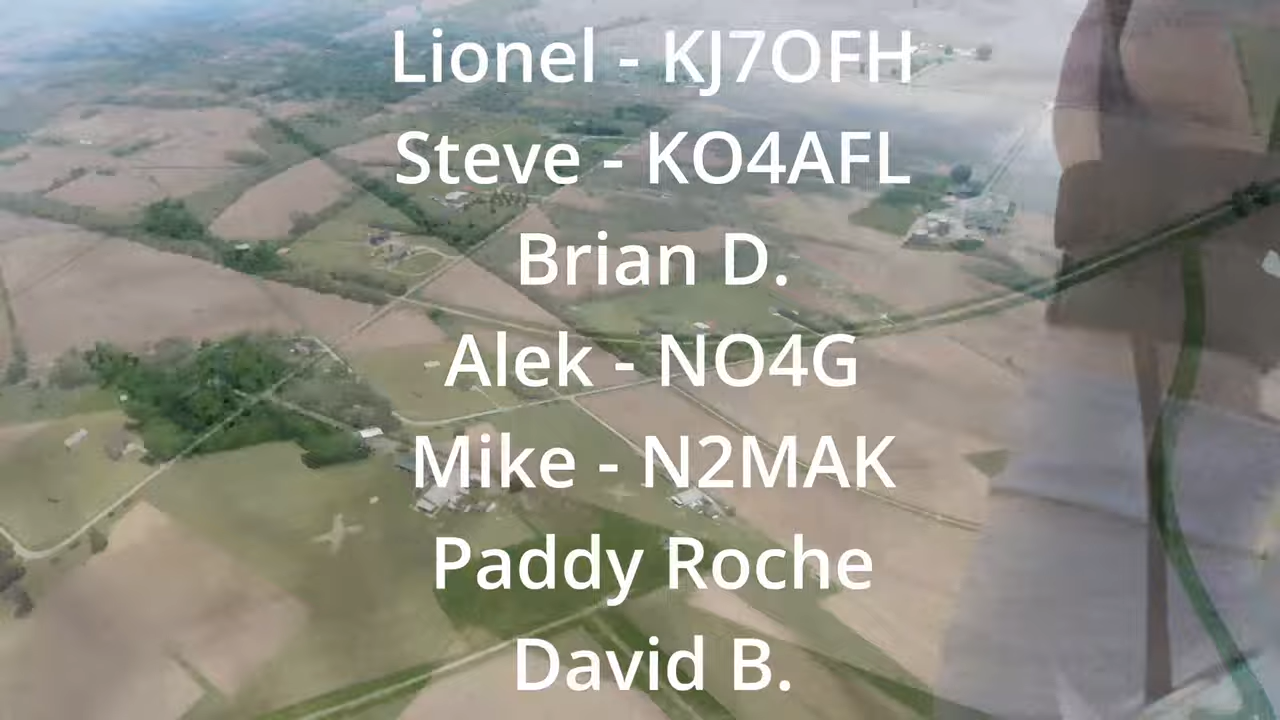 Lionel - KJ7OFH
Steve - KO4AFL
Brian D.
Alek - NO4G
Mike - N2MAK
Paddy Roche
David B.